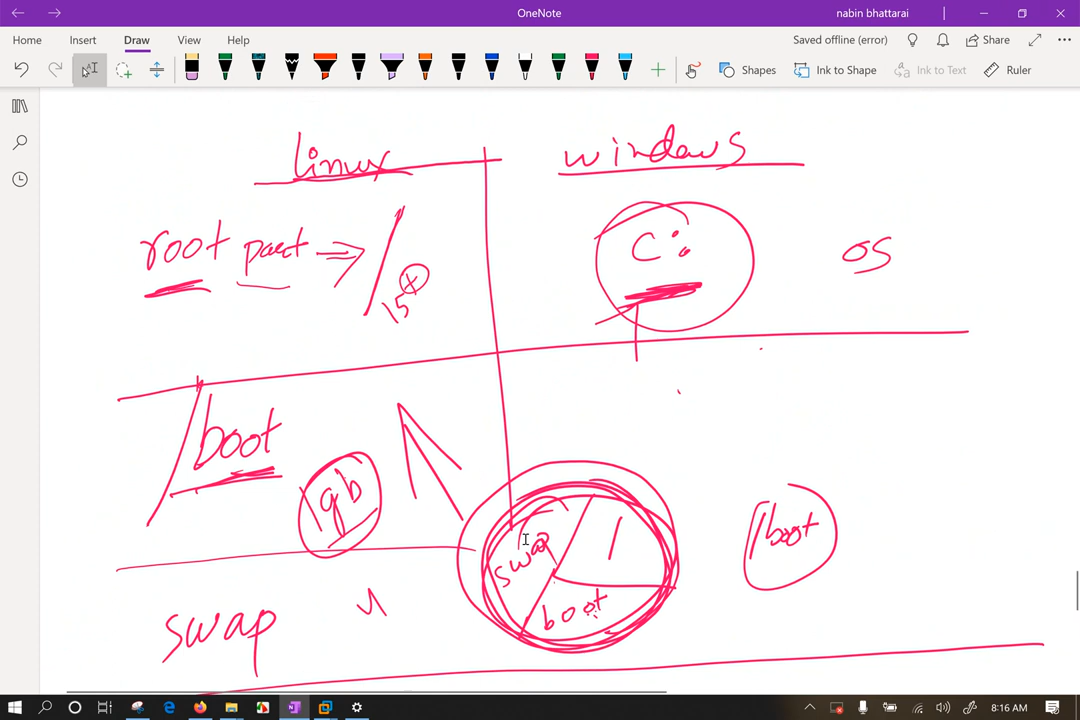 OneNote
nabin bhattarai
Home Insert Draw View Help
Saved offline (error)
Share
Shapes
Ink to Shape
Ink to Text
Ruler
linux windows
root part ⇒ / C: OS
15
/boot
1gb
swap / /boot
boot
swap
8:16 AM